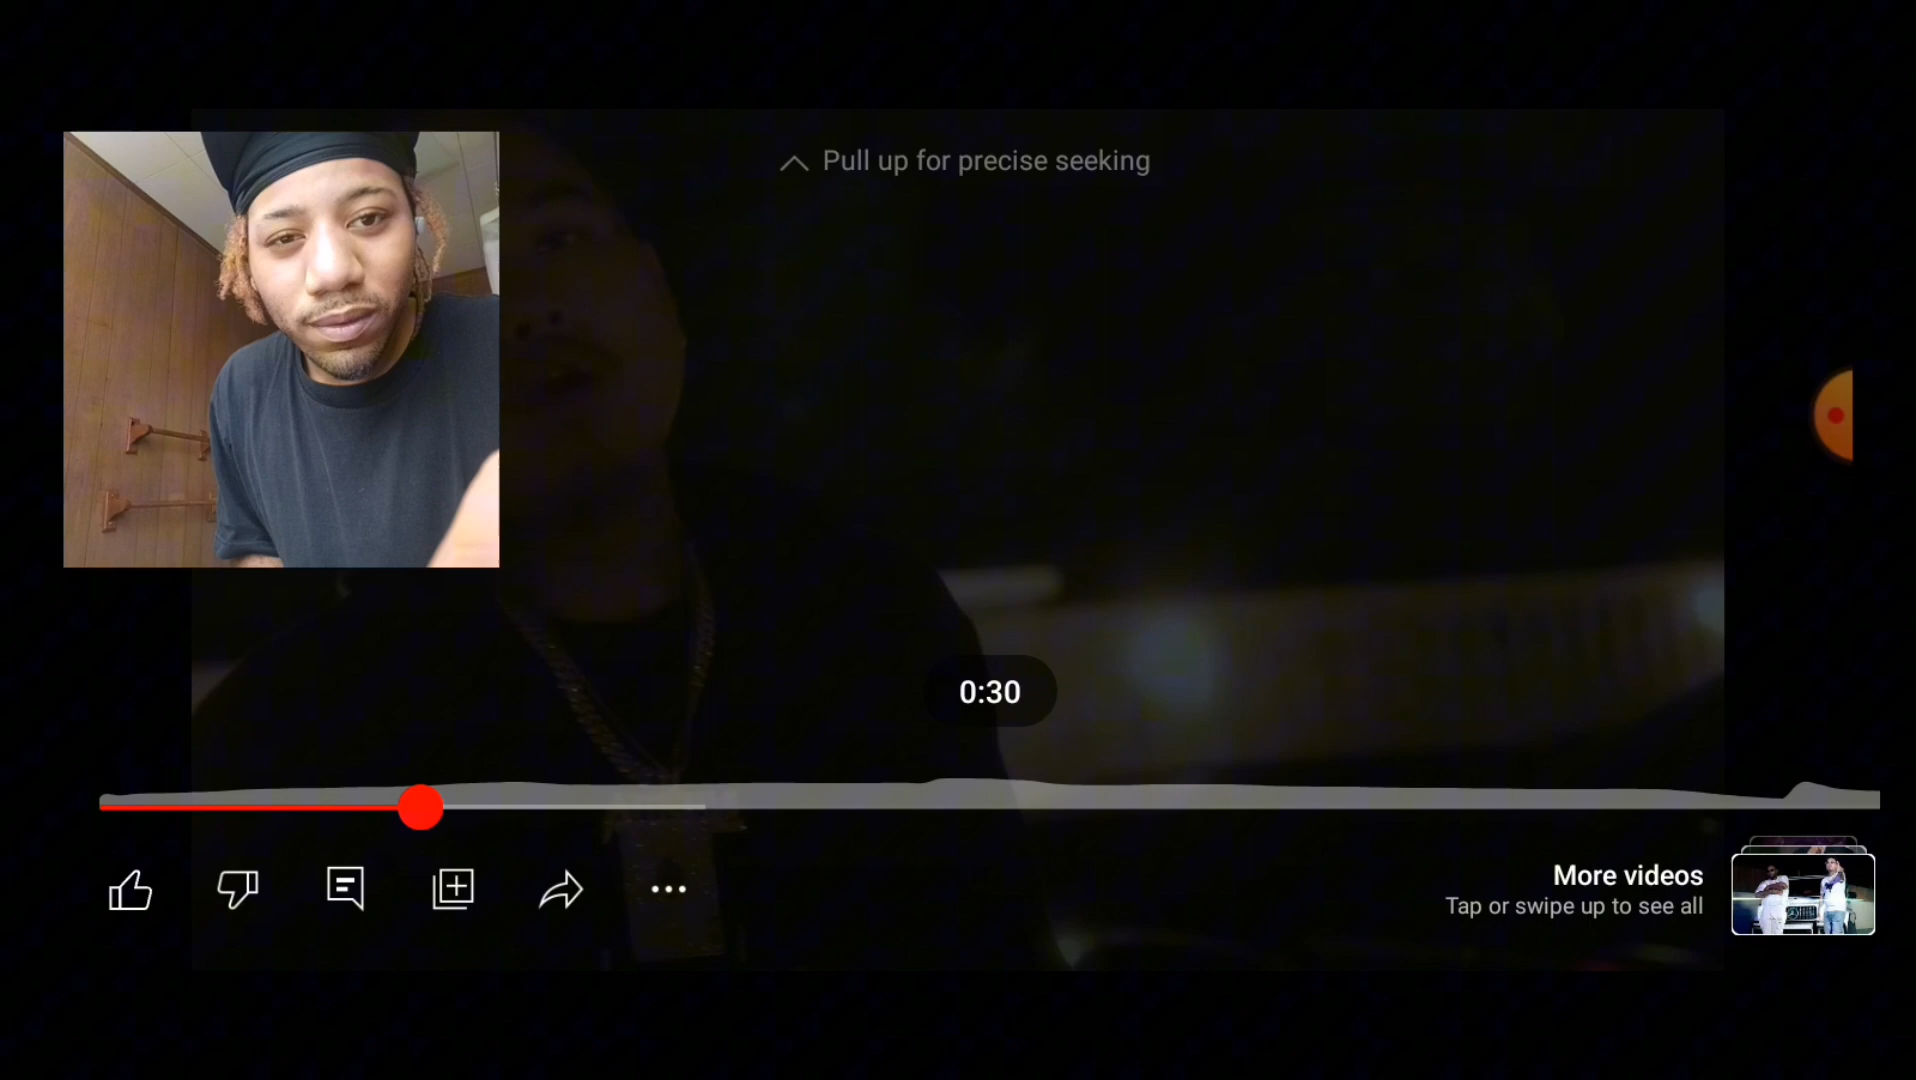 Pull up for precise seeking
0:30
More videos
Tap or swipe up to see all